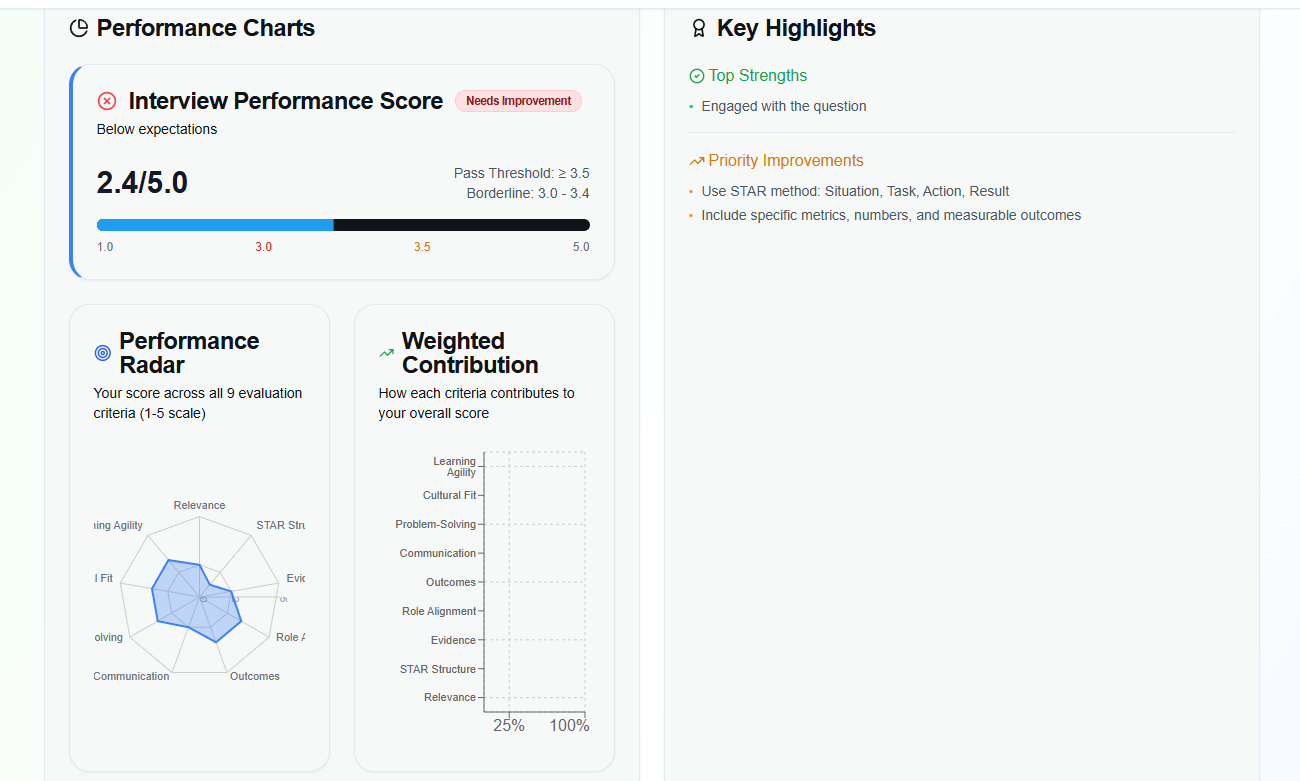 Performance Charts
Interview Performance Score
Needs Improvement
Below expectations
2.4/5.0
Pass Threshold: ≥ 3.5
Borderline: 3.0 - 3.4
1.0
3.0
3.5
5.0
Performance
Radar
Your score across all 9 evaluation
criteria (1-5 scale)
Relevance
ning Agility
STAR Stru
l Fit
Evid
0
2
5
olving
Role A
Communication
Outcomes
Weighted
Contribution
How each criteria contributes to
your overall score
Learning
Agility
Cultural Fit
Problem-Solving
Communication
Outcomes
Role Alignment
Evidence
STAR Structure
Relevance
25%
100%
Key Highlights
Top Strengths
• Engaged with the question
Priority Improvements
• Use STAR method: Situation, Task, Action, Result
• Include specific metrics, numbers, and measurable outcomes